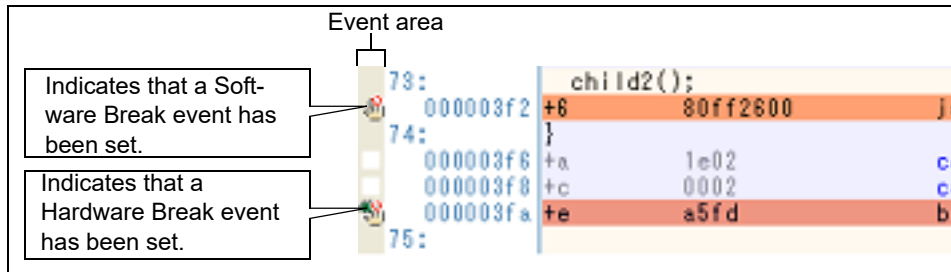 Event area
Indicates that a Soft-
ware Break event has
been set.
Indicates that a
Hardware Break event
has been set.
73:          child2();
000003f2 +6     80ff2600     j
74:     }
000003f6 +a     1e02     c
000003f8 +c     0002     c
000003fa +e     a5fd     b
75: